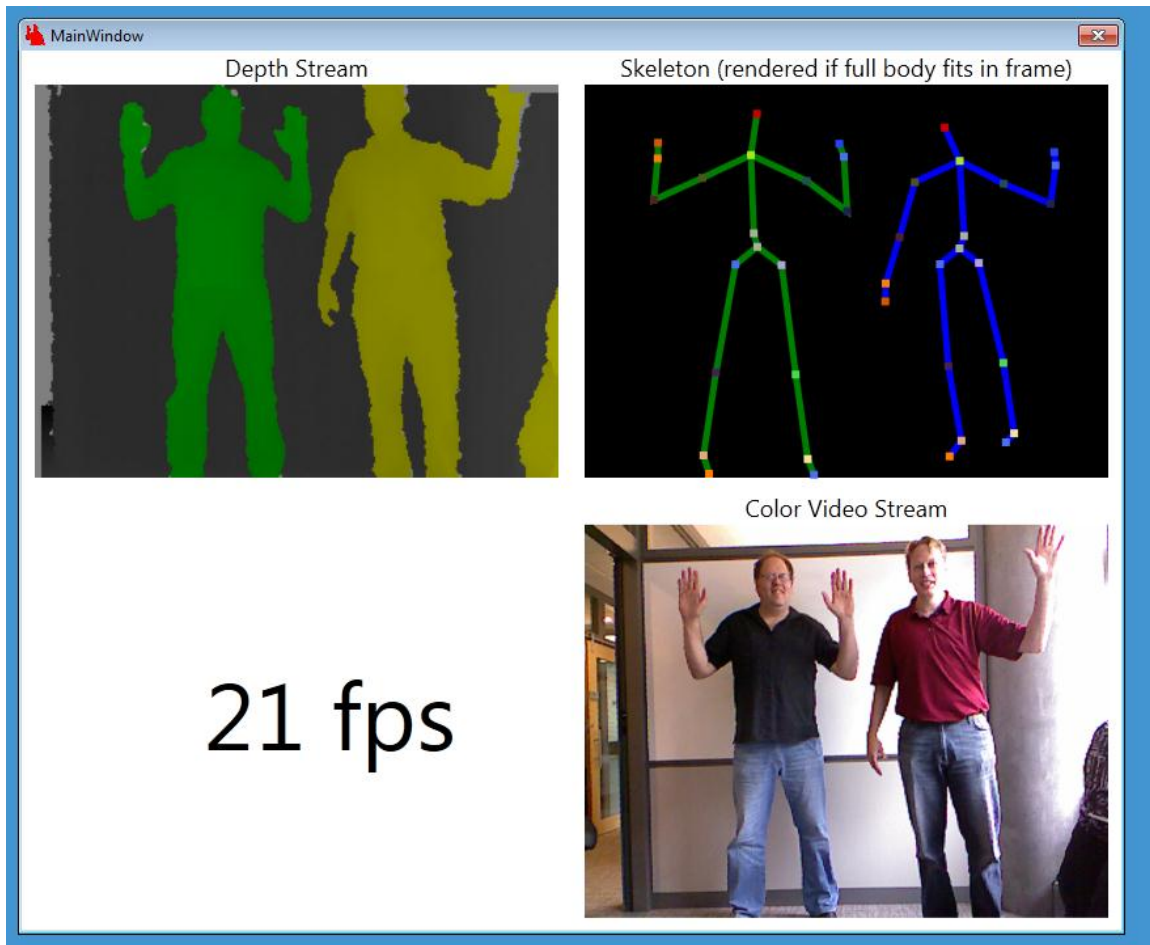 MainWindow
Depth Stream
Skeleton (rendered if full body fits in frame)
Color Video Stream
21 fps